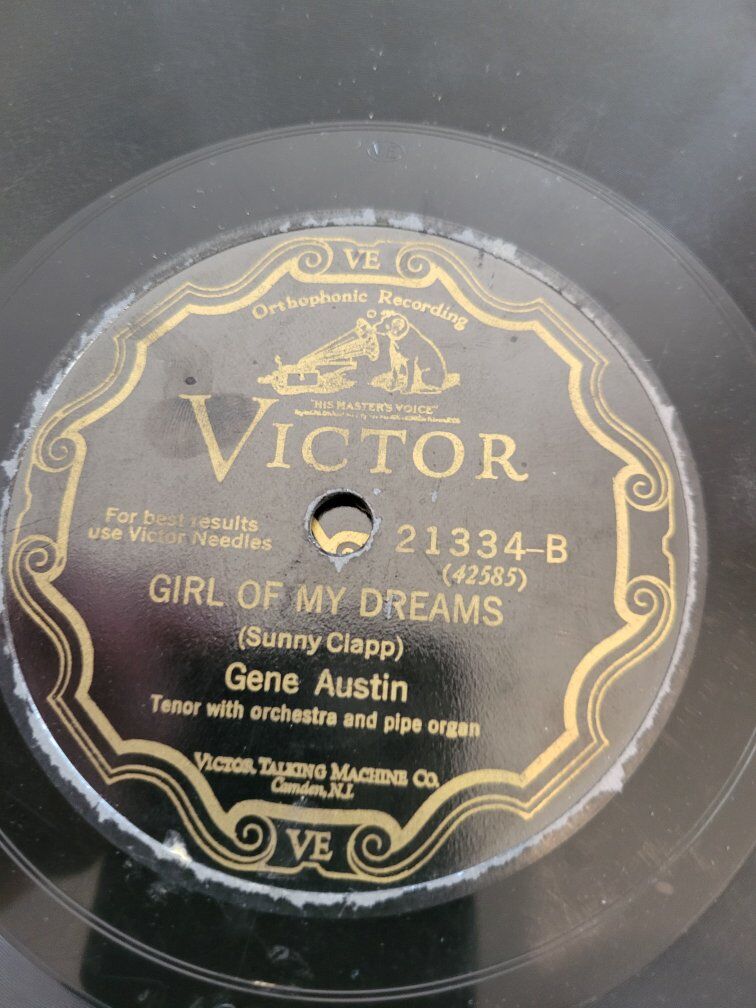 VE
VE
Orthophonic Recording
"HIS MASTER'S VOICE"
VICTOR
For best results
use Victor Needles
21334-B
(42585)
GIRL OF MY DREAMS
(Sunny Clapp)
Gene Austin
Tenor with orchestra and pipe organ
VICTOR TALKING MACHINE CO.
Camden, N.J.
VE